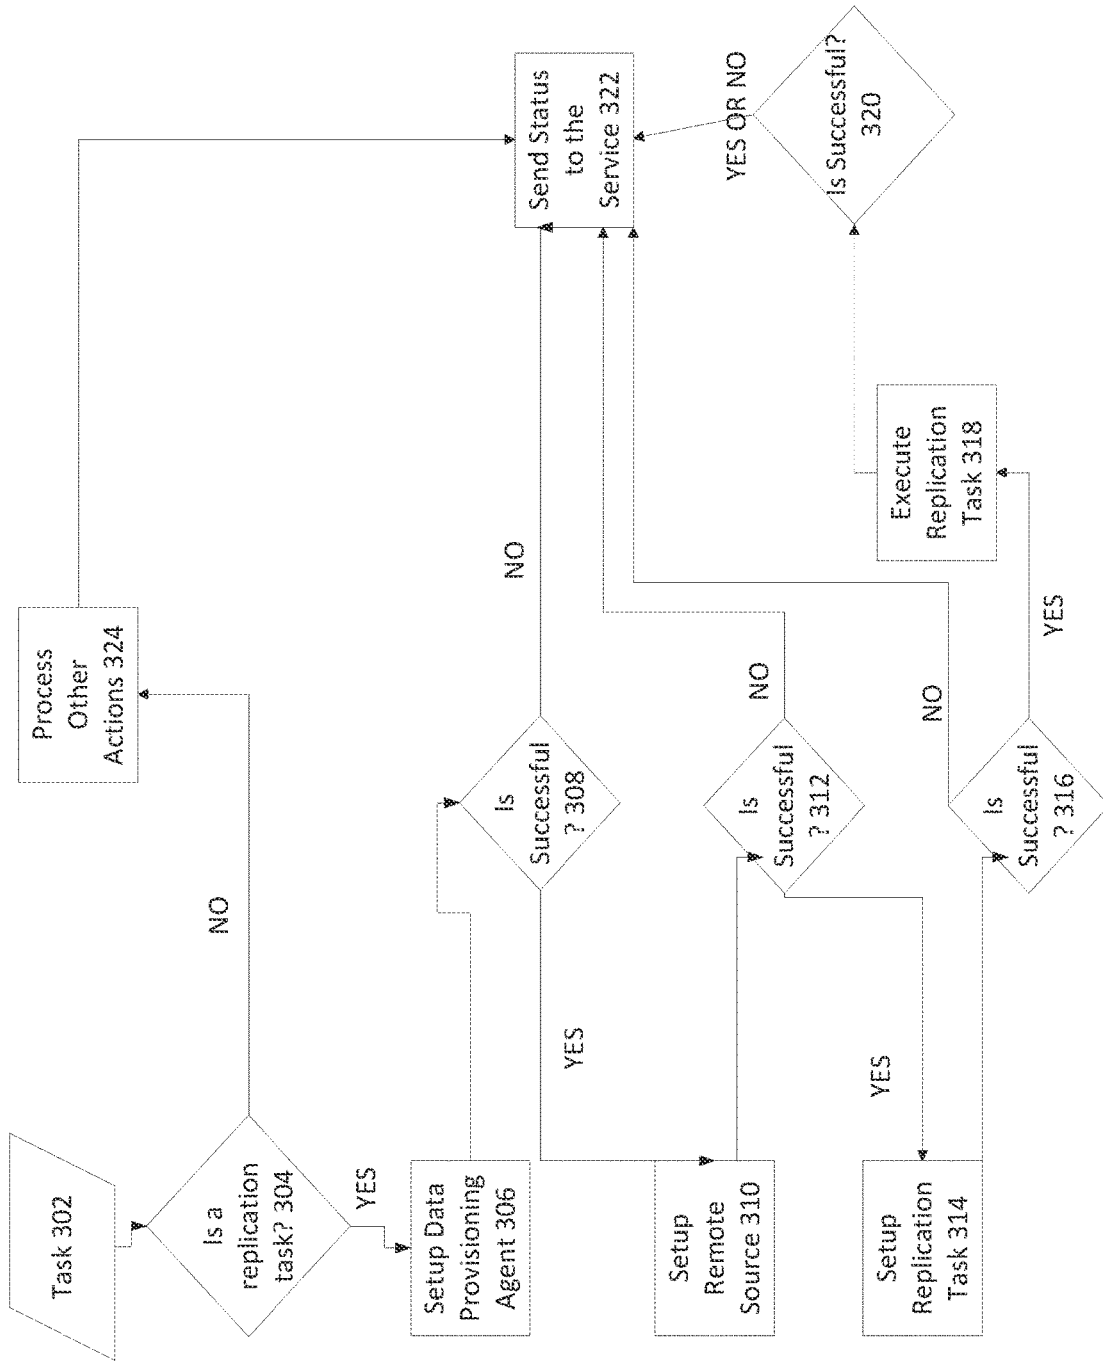 Task 302
Is a
replication
task? 304
NO
Process
Other
Actions 324
YES
Setup Data
Provisioning
Agent 306
Is
Successful
? 308
NO
Send Status
to the
Service 322
YES
Setup
Remote
Source 310
Is
Successful
? 312
NO
YES
Setup
Replication
Task 314
Is
Successful
? 316
NO
YES
Execute
Replication
Task 318
Is Successful?
320
YES OR NO